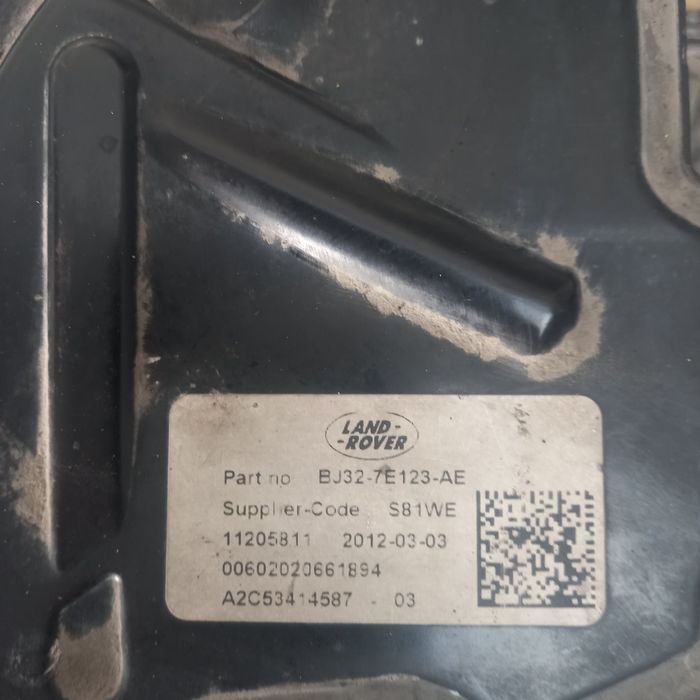 LAND-
-ROVER
Part no BJ32-7E123-AE
Supplier-Code S81WE
11205811 2012-03-03
00602020661894
A2C53414587 - 03